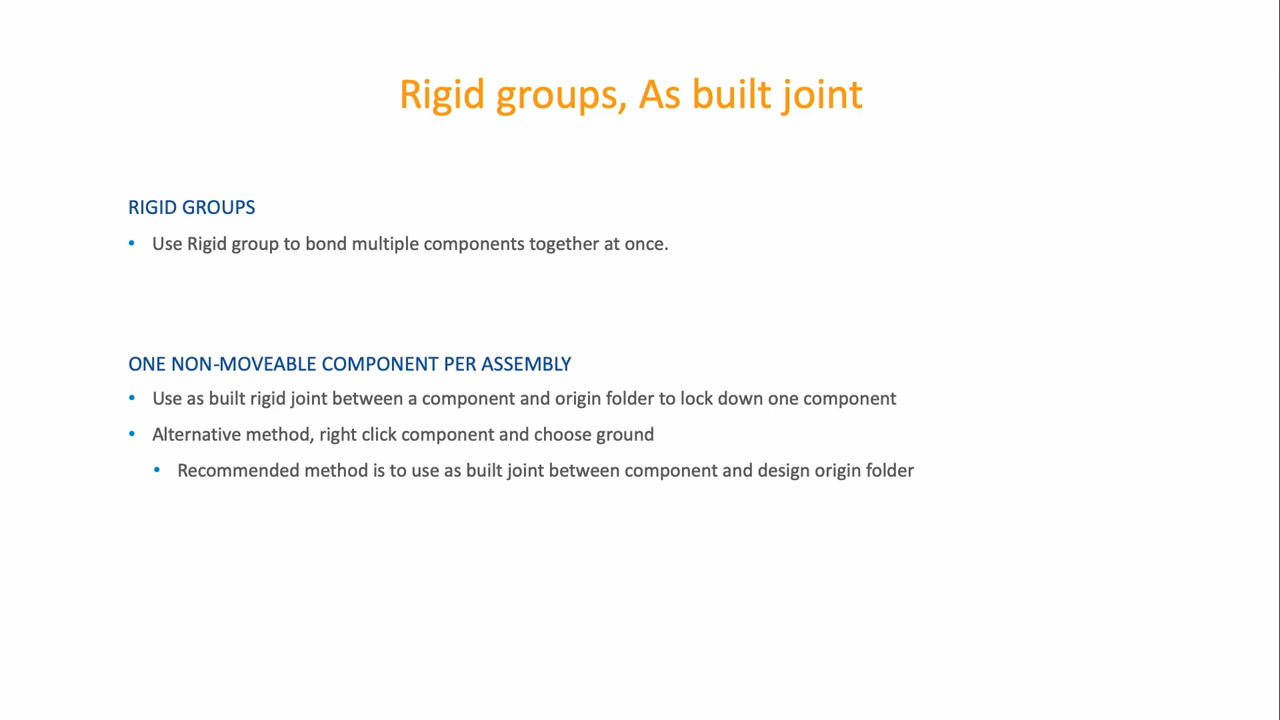 Rigid groups, As built joint
RIGID GROUPS
• Use Rigid group to bond multiple components together at once.
ONE NON-MOVEABLE COMPONENT PER ASSEMBLY
• Use as built rigid joint between a component and origin folder to lock down one component
• Alternative method, right click component and choose ground
• Recommended method is to use as built joint between component and design origin folder